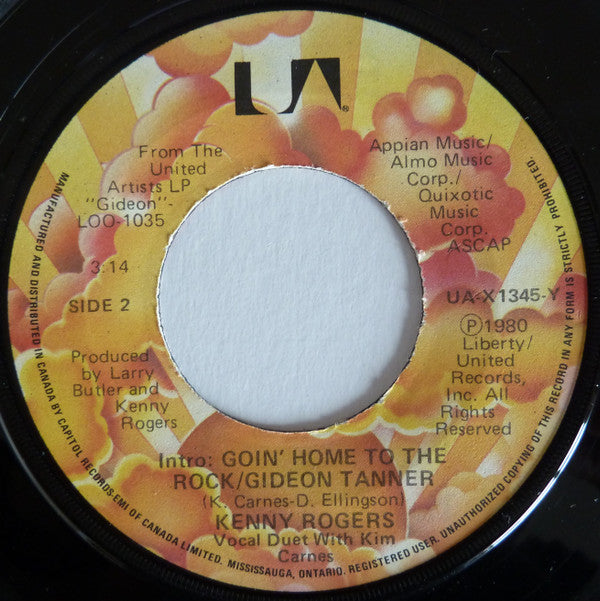 UA®
From The
United
Artists LP
"Gideon"-
LOO-1035
3:14
SIDE 2
Produced
by Larry
Butler and
Kenny
Rogers
Appian Music/
Almo Music
Corp./
Quixotic
Music
Corp.
ASCAP
UA-X1345-Y
Ⓟ1980
Liberty/
United
Records,
Inc. All
Rights
Reserved
Intro: GOIN' HOME TO THE
ROCK/GIDEON TANNER
(K. Carnes-D. Ellingson)
KENNY ROGERS
Vocal Duet With Kim
Carnes
MANUFACTURED AND DISTRIBUTED IN CANADA BY CAPITOL RECORDS-EMI OF CANADA LIMITED, MISSISSAUGA, ONTARIO. REGISTERED USER. UNAUTHORIZED COPYING OF THIS RECORD IN ANY FORM IS STRICTLY PROHIBITED.